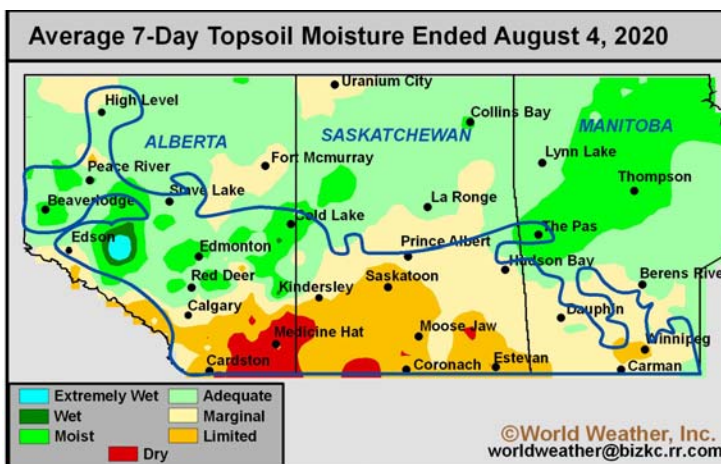 Average 7-Day Topsoil Moisture Ended August 4, 2020
Uranium City
High Level
Collins Bay
ALBERTA
SASKATCHEWAN
MANITOBA
Fort Mcmurray
Lynn Lake
Peace River
Thompson
Slave Lake
La Ronge
Beaverlodge
Cold Lake
The Pas
Edson
Edmonton
Prince Albert
Hudson Bay
Red Deer
Saskatoon
Berens River
Kindersley
Calgary
Dauphin
Medicine Hat
Moose Jaw
Winnipeg
Cardston
Coronach
Estevan
Carman
Extremely Wet
Adequate
Wet
Marginal
Moist
Limited
Dry
©World Weather, Inc.
worldweather@bizkc.rr.com